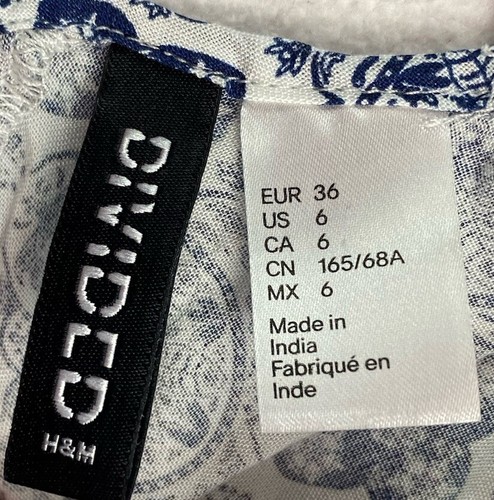 DIVIDED
H&M
EUR 36
US 6
CA 6
CN 165/68A
MX 6
Made in
India
Fabriqué en
Inde